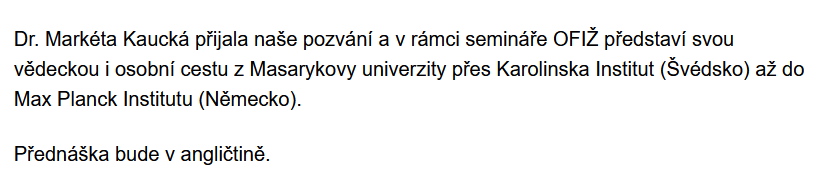 Dr. Markéta Kaucká přijala naše pozvání a v rámci semináře OFIŽ představí svou
vědeckou i osobní cestu z Masarykovy univerzity přes Karolinska Institut (Švédsko) až do
Max Planck Institutu (Německo).
Přednáška bude v angličtině.